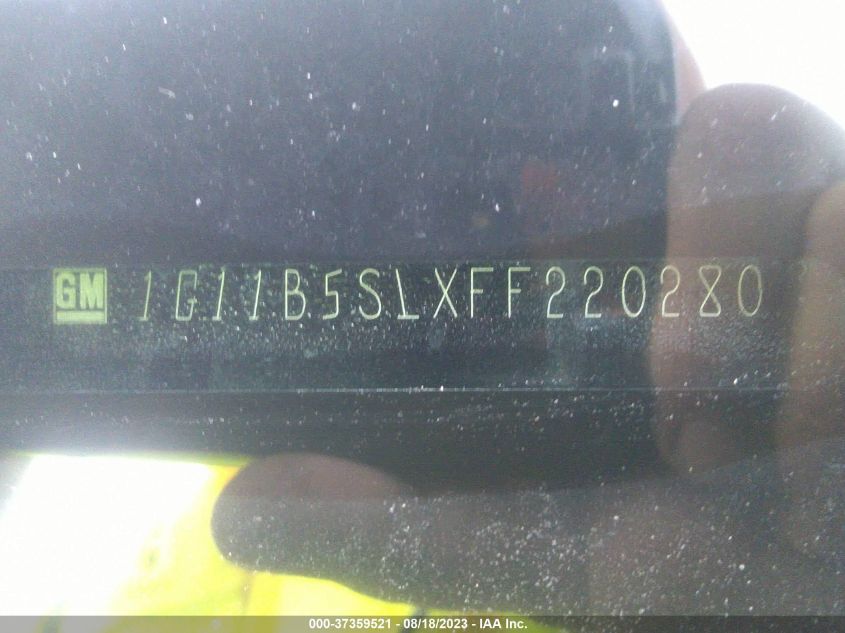 GM 1G11B5SLXFF220280
000-37359521 - 08/18/2023 - IAA Inc.